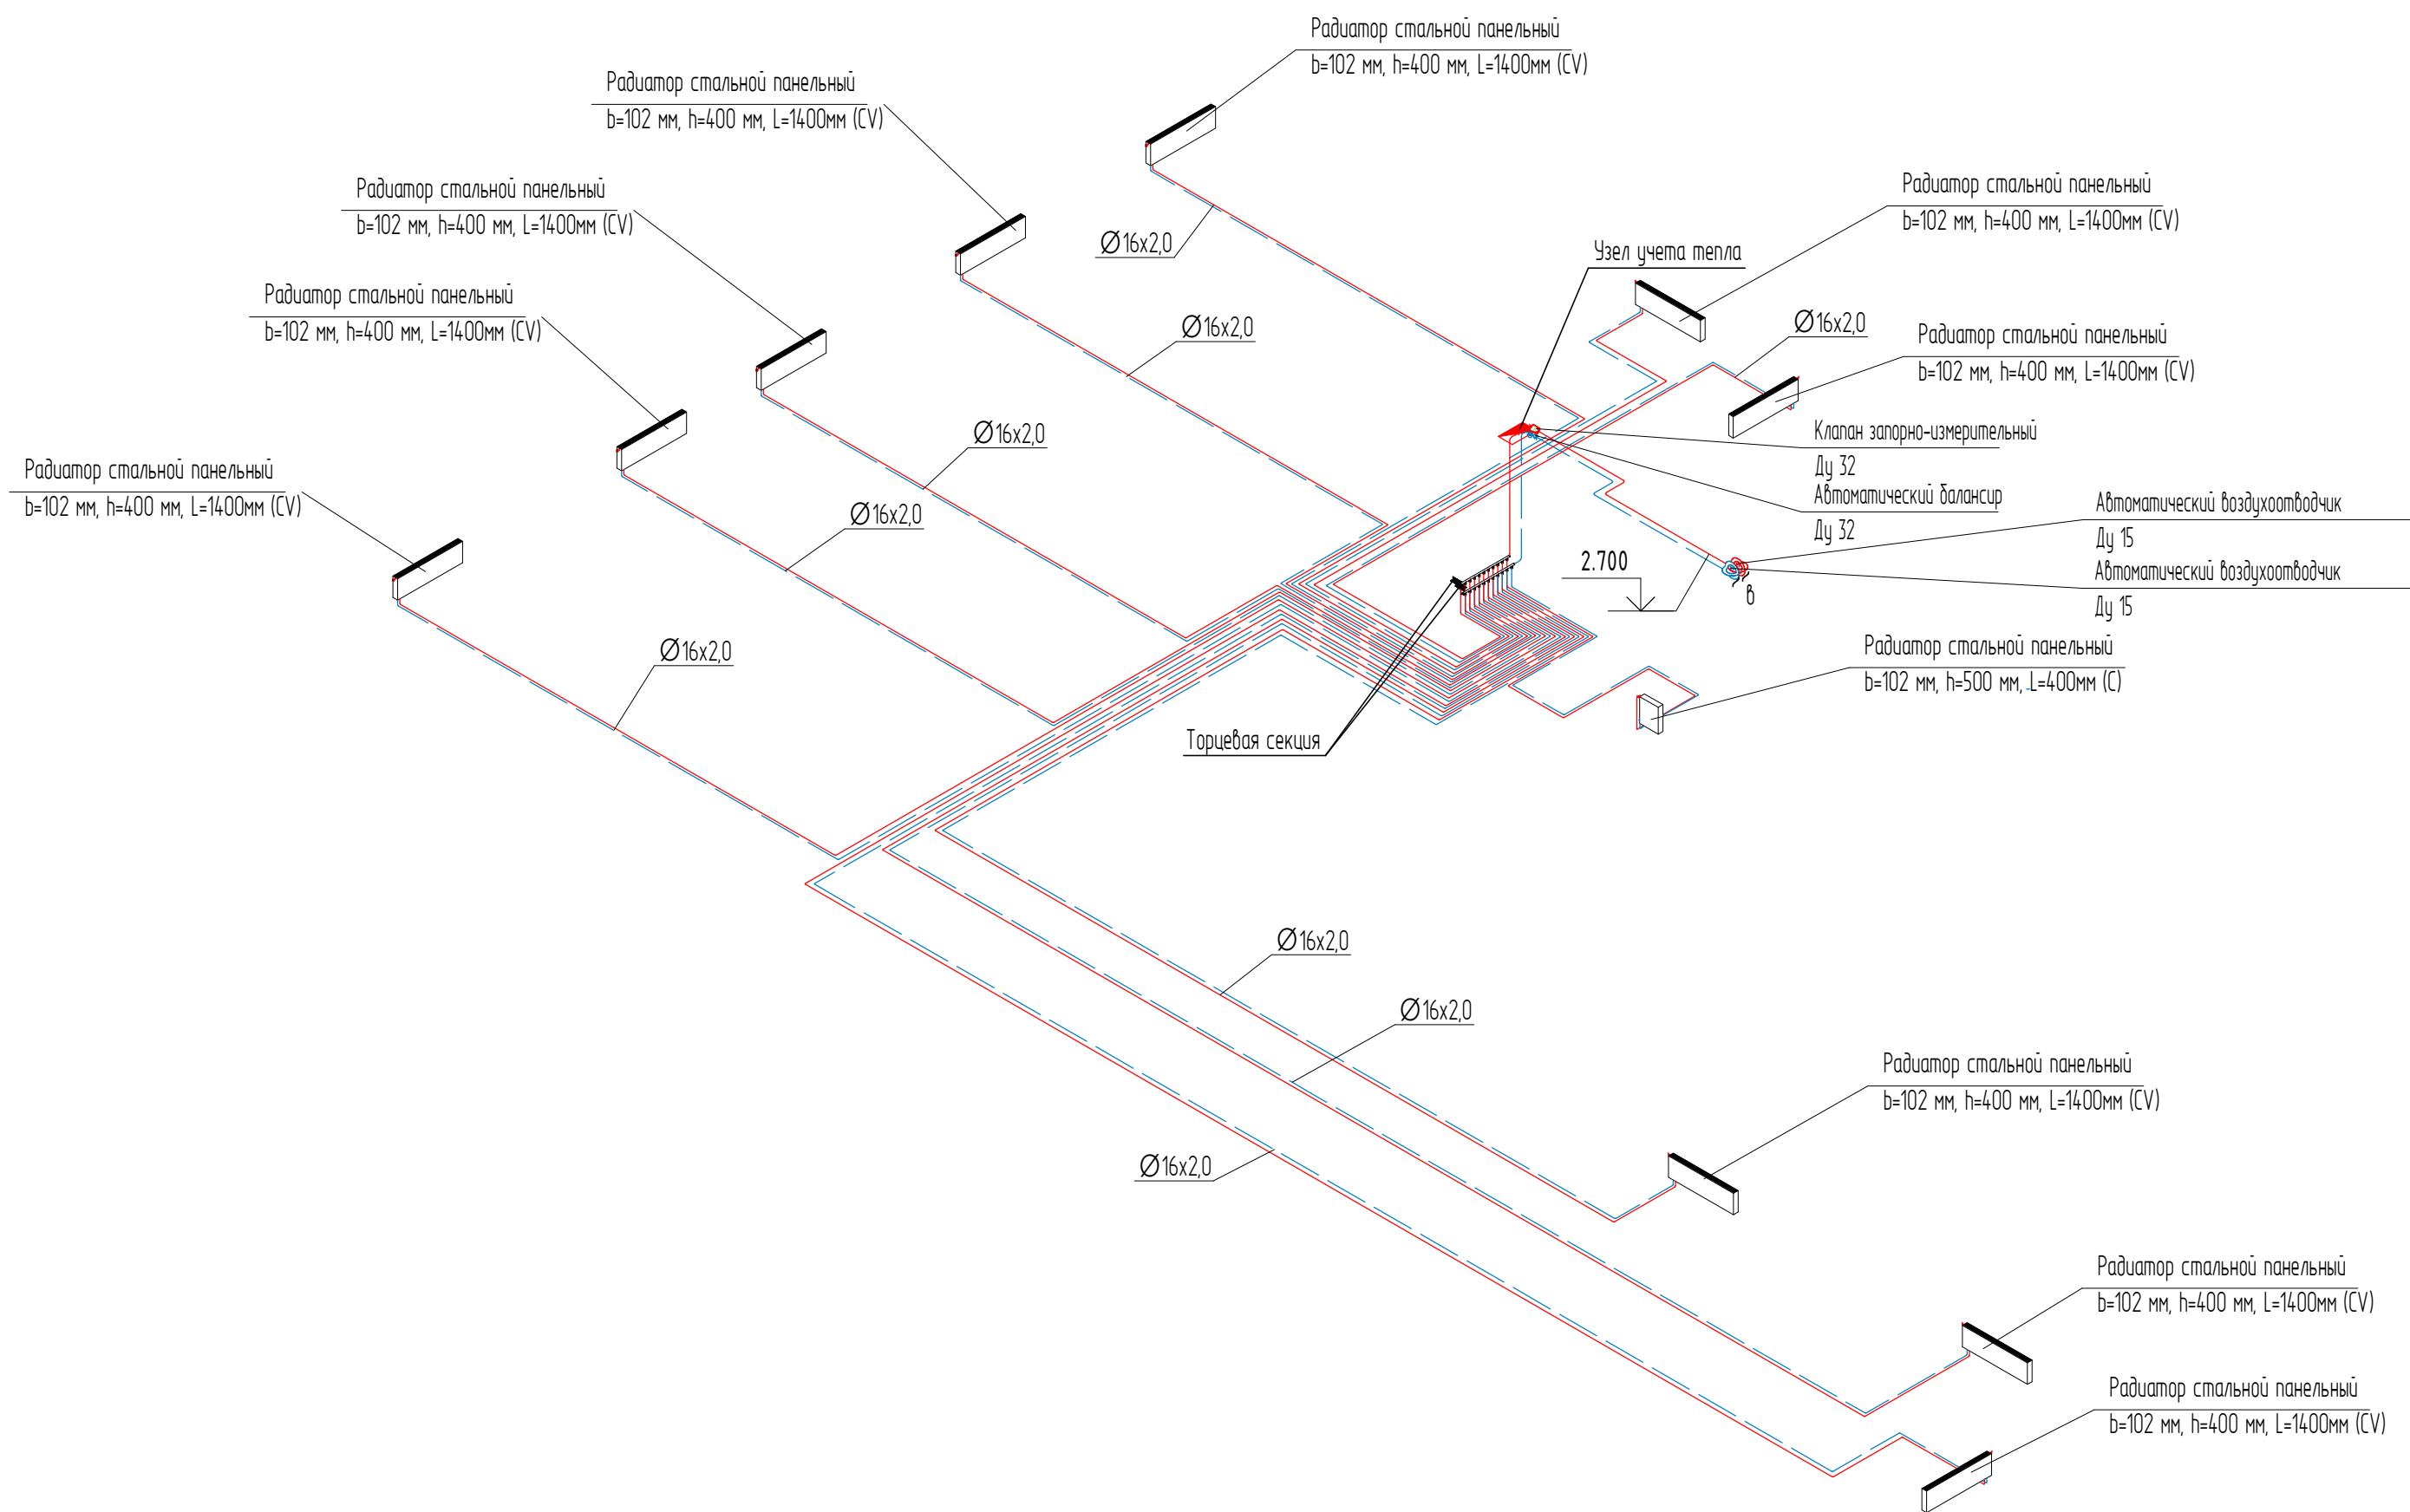 Радиатор стальной панельный
b=102 мм, h=400 мм, L=1400мм (CV)
Радиатор стальной панельный
b=102 мм, h=400 мм, L=1400мм (CV)
Радиатор стальной панельный
b=102 мм, h=400 мм, L=1400мм (CV)
Радиатор стальной панельный
b=102 мм, h=400 мм, L=1400мм (CV)
Ø16x2,0
Узел учета тепла
Радиатор стальной панельный
b=102 мм, h=400 мм, L=1400мм (CV)
Ø16x2,0
Ø16x2,0
Радиатор стальной панельный
b=102 мм, h=400 мм, L=1400мм (CV)
Ø16x2,0
Клапан запорно-измерительный
Ду 32
Радиатор стальной панельный
b=102 мм, h=400 мм, L=1400мм (CV)
Ø16x2,0
Автоматический балансир
Ду 32
Автоматический воздухоотводчик
Ду 15
2.700
Автоматический воздухоотводчик
Ду 15
в
Ø16x2,0
Радиатор стальной панельный
b=102 мм, h=500 мм, L=400мм (C)
Торцевая секция
Ø16x2,0
Ø16x2,0
Радиатор стальной панельный
b=102 мм, h=400 мм, L=1400мм (CV)
Ø16x2,0
Радиатор стальной панельный
b=102 мм, h=400 мм, L=1400мм (CV)
Радиатор стальной панельный
b=102 мм, h=400 мм, L=1400мм (CV)